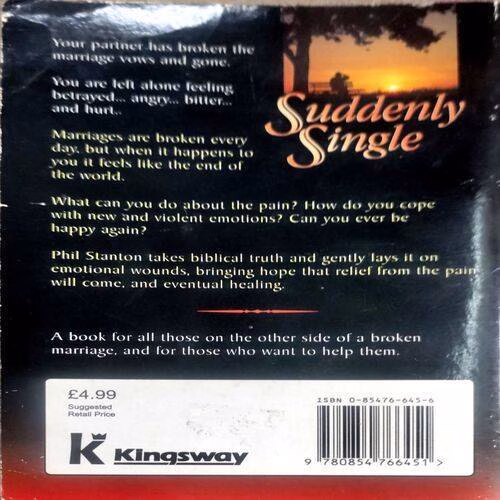 Your partner has broken the
marriage vows and gone.
You are left alone feeling
betrayed... angry... bitter...
and hurt..
Suddenly
Single
Marriages are broken every
day, but when it happens to
you it feels like the end of
the world.
What can you do about the pain? How do you cope
with new and violent emotions? Can you ever be
happy again?
Phil Stanton takes biblical truth and gently lays it on
emotional wounds, bringing hope that relief from the pain
will come, and eventual healing.
A book for all those on the other side of a broken
marriage, and for those who want to help them.
£4.99
Suggested
Retail Price
Kingsway
ISBN 0-85476-645-6
9 780854 766451 >